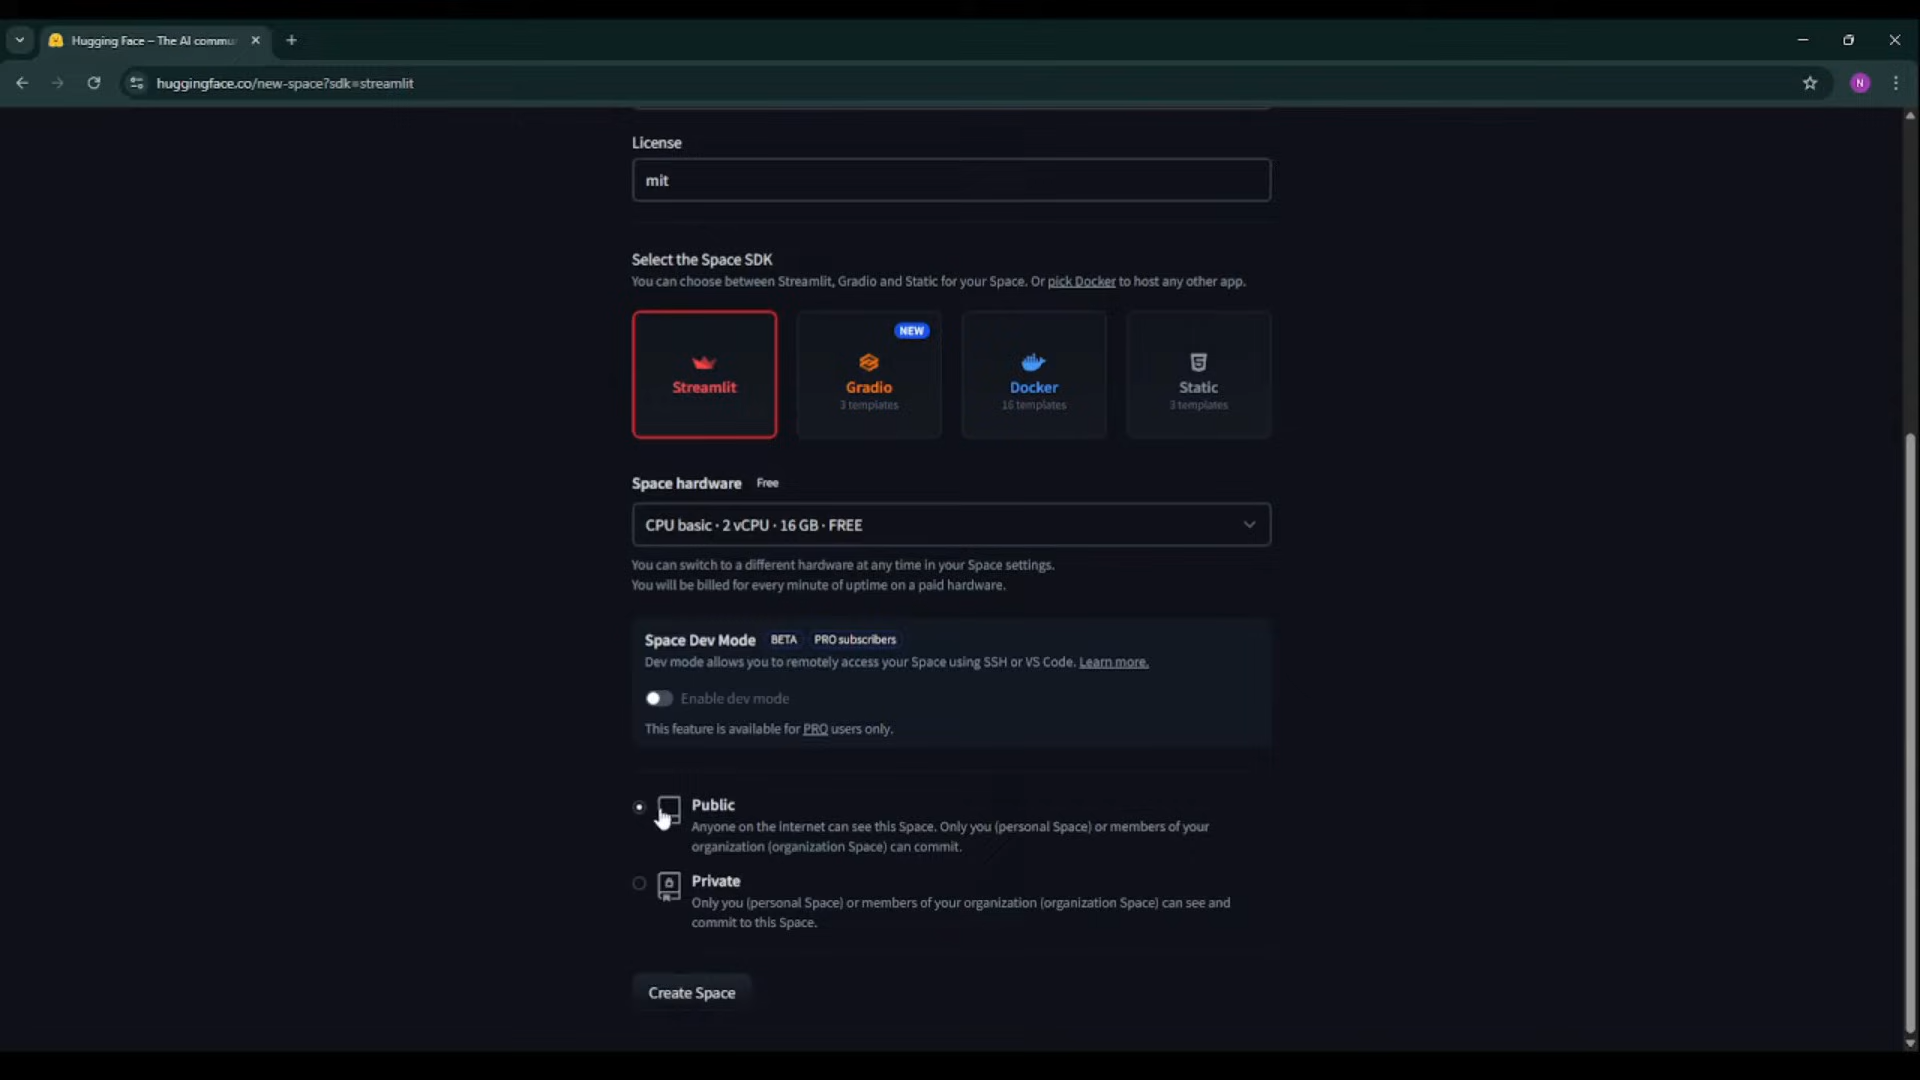 Hugging Face – The AI commu
huggingface.co/new-space?sdk=streamlit
N
License
mit
Select the Space SDK
You can choose between Streamlit, Gradio and Static for your Space. Or pick Docker to host any other app.
Streamlit
NEW
Gradio
3 templates
Docker
16 templates
Static
3 templates
Space hardware Free
CPU basic · 2 vCPU · 16 GB · FREE
You can switch to a different hardware at any time in your Space settings.
You will be billed for every minute of uptime on a paid hardware.
Space Dev Mode BETA PRO subscribers
Dev mode allows you to remotely access your Space using SSH or VS Code. Learn more.
Enable dev mode
This feature is available for PRO users only.
Public
Anyone on the internet can see this Space. Only you (personal Space) or members of your
organization (organization Space) can commit.
Private
Only you (personal Space) or members of your organization (organization Space) can see and
commit to this Space.
Create Space